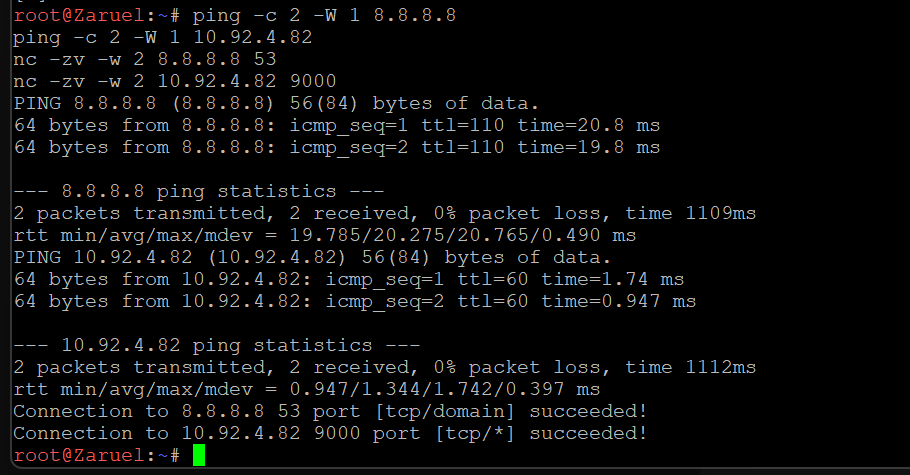 root@Zaruel:~# ping -c 2 -W 1 8.8.8.8
ping -c 2 -W 1 10.92.4.82
nc -zv -w 2 8.8.8.8 53
nc -zv -w 2 10.92.4.82 9000
PING 8.8.8.8 (8.8.8.8) 56(84) bytes of data.
64 bytes from 8.8.8.8: icmp_seq=1 ttl=110 time=20.8 ms
64 bytes from 8.8.8.8: icmp_seq=2 ttl=110 time=19.8 ms

--- 8.8.8.8 ping statistics ---
2 packets transmitted, 2 received, 0% packet loss, time 1109ms
rtt min/avg/max/mdev = 19.785/20.275/20.765/0.490 ms
PING 10.92.4.82 (10.92.4.82) 56(84) bytes of data.
64 bytes from 10.92.4.82: icmp_seq=1 ttl=60 time=1.74 ms
64 bytes from 10.92.4.82: icmp_seq=2 ttl=60 time=0.947 ms

--- 10.92.4.82 ping statistics ---
2 packets transmitted, 2 received, 0% packet loss, time 1112ms
rtt min/avg/max/mdev = 0.947/1.344/1.742/0.397 ms
Connection to 8.8.8.8 53 port [tcp/domain] succeeded!
Connection to 10.92.4.82 9000 port [tcp/*] succeeded!
root@Zaruel:~#